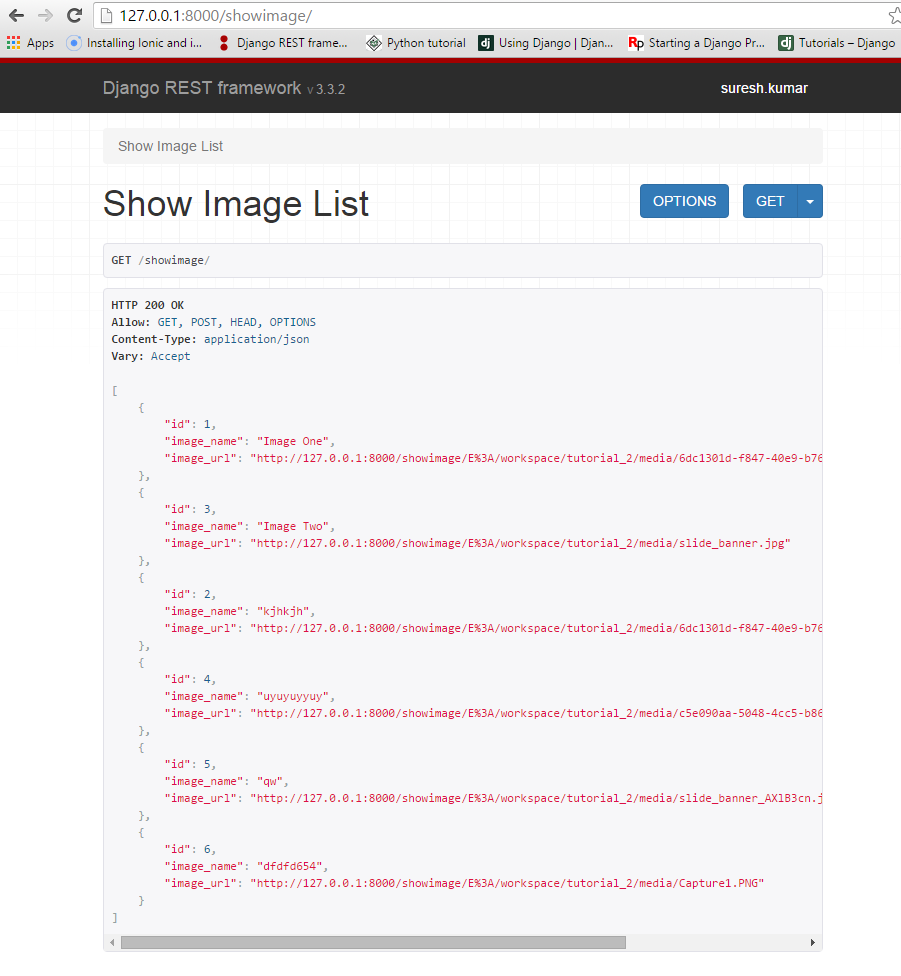 127.0.0.1:8000/showimage/
Apps Installing Ionic and i... Django REST frame... Python tutorial Using Django | Djan... Starting a Django Pr... Tutorials – Django
Django REST framework v 3.3.2 suresh.kumar
Show Image List
Show Image List OPTIONS GET
GET /showimage/
HTTP 200 OK
Allow: GET, POST, HEAD, OPTIONS
Content-Type: application/json
Vary: Accept
[
{
"id": 1,
"image_name": "Image One",
"image_url": "http://127.0.0.1:8000/showimage/E%3A/workspace/tutorial_2/media/6dc1301d-f847-40e9-b76
},
{
"id": 3,
"image_name": "Image Two",
"image_url": "http://127.0.0.1:8000/showimage/E%3A/workspace/tutorial_2/media/slide_banner.jpg"
},
{
"id": 2,
"image_name": "kjhkjh",
"image_url": "http://127.0.0.1:8000/showimage/E%3A/workspace/tutorial_2/media/6dc1301d-f847-40e9-b76
},
{
"id": 4,
"image_name": "uyuyuyyuy",
"image_url": "http://127.0.0.1:8000/showimage/E%3A/workspace/tutorial_2/media/c5e090aa-5048-4cc5-b86
},
{
"id": 5,
"image_name": "qw",
"image_url": "http://127.0.0.1:8000/showimage/E%3A/workspace/tutorial_2/media/slide_banner_AXlB3cn.j
},
{
"id": 6,
"image_name": "dfdfd654",
"image_url": "http://127.0.0.1:8000/showimage/E%3A/workspace/tutorial_2/media/Capture1.PNG"
}
]